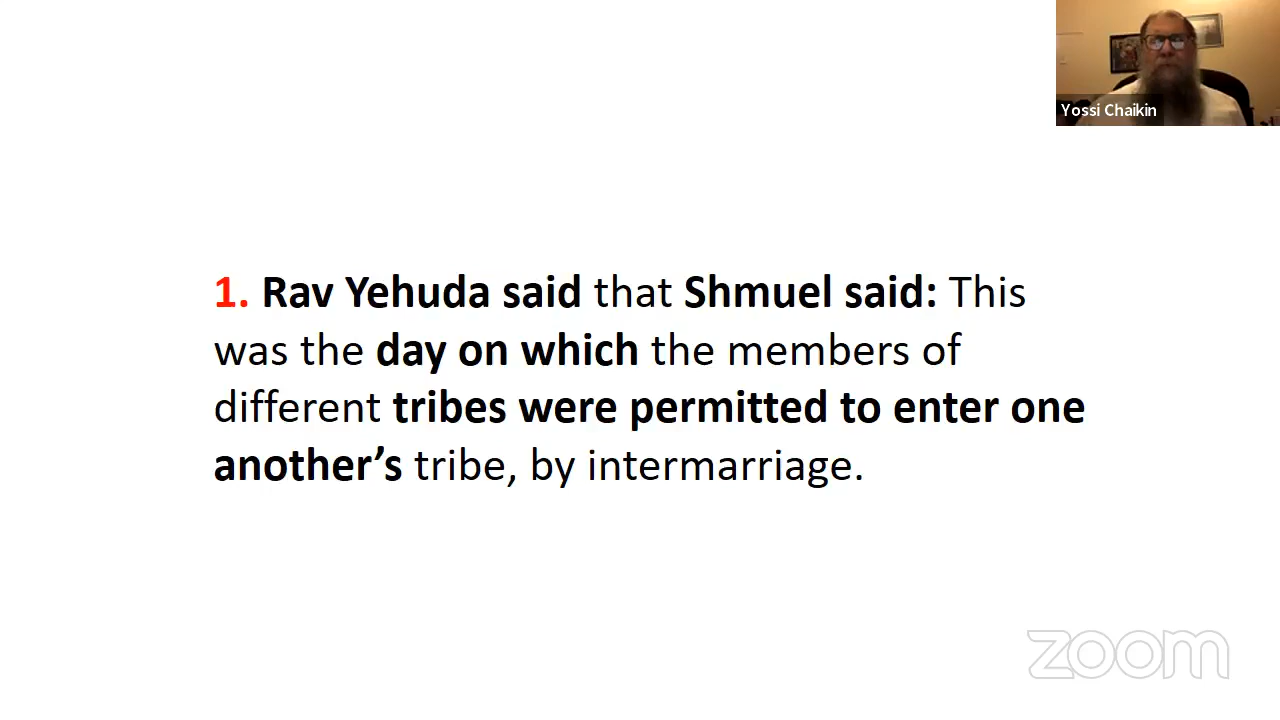 Yossi Chaikin
1. Rav Yehuda said that Shmuel said: This
was the day on which the members of
different tribes were permitted to enter one
another’s tribe, by intermarriage.
zoom